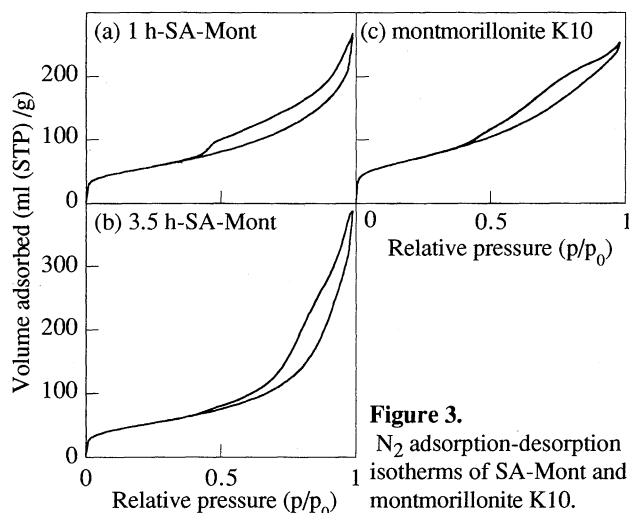 Volume adsorbed (ml (STP) /g)
(a) 1 h-SA-Mont
200
100
0
(c) montmorillonite K10
0
0.5
1
Relative pressure (p/p0)
(b) 3.5 h-SA-Mont
300
200
100
0
0
0.5
1
Relative pressure (p/p0)
Figure 3.
N2 adsorption-desorption
isotherms of SA-Mont and
montmorillonite K10.